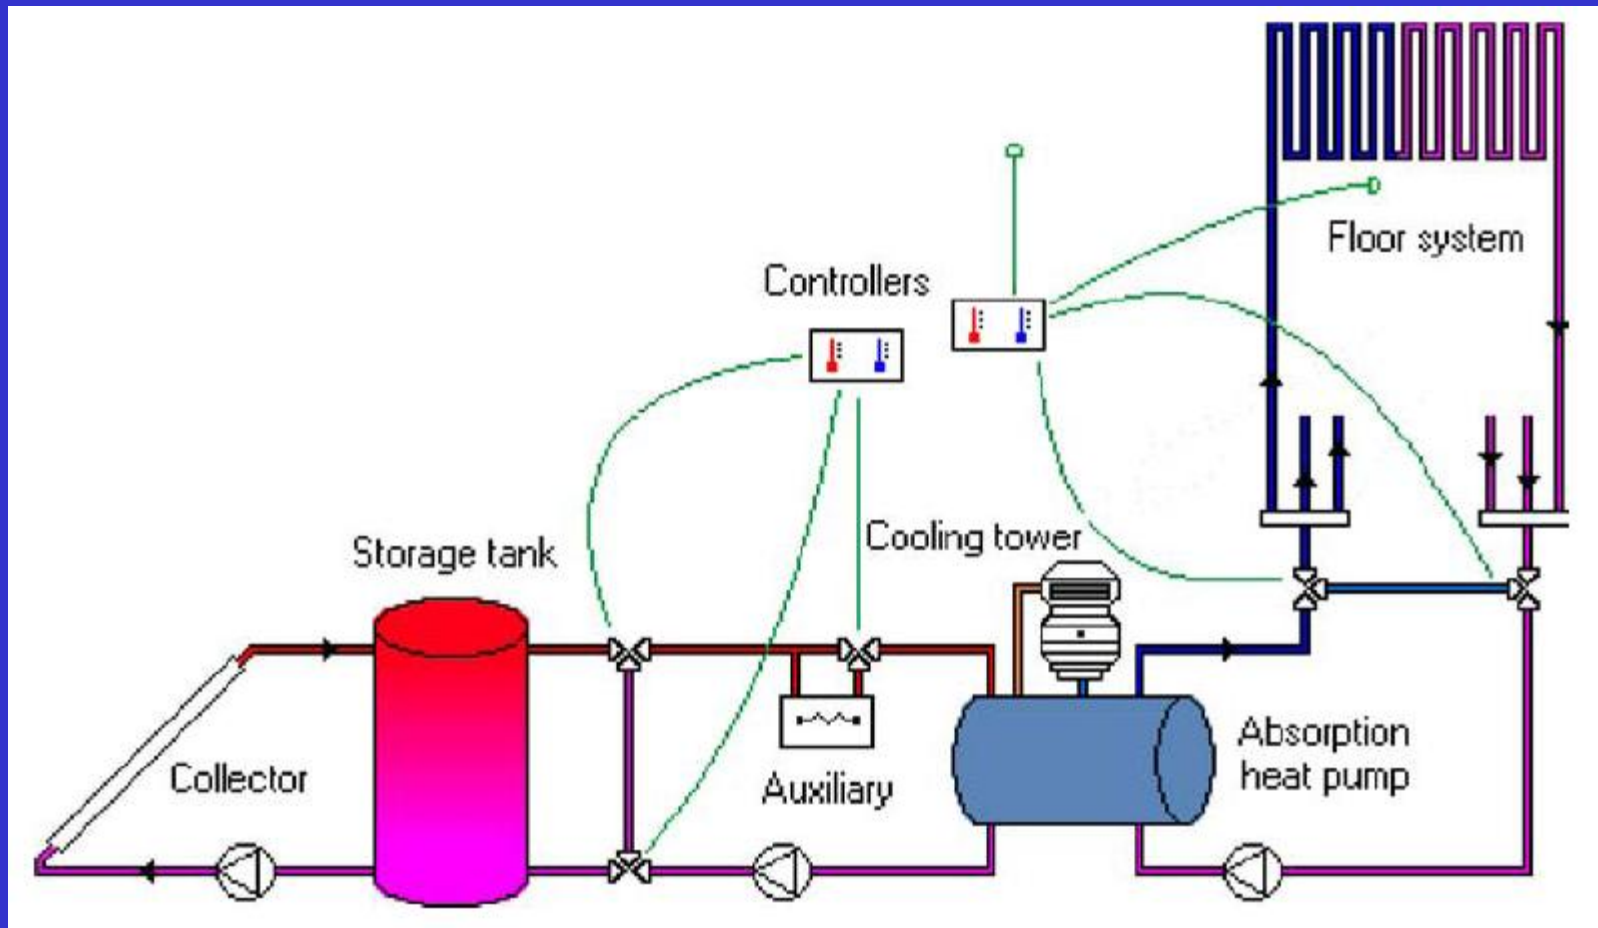 Floor system
Controllers
Cooling tower
Storage tank
Absorption
heat pump
Collector
Auxiliary